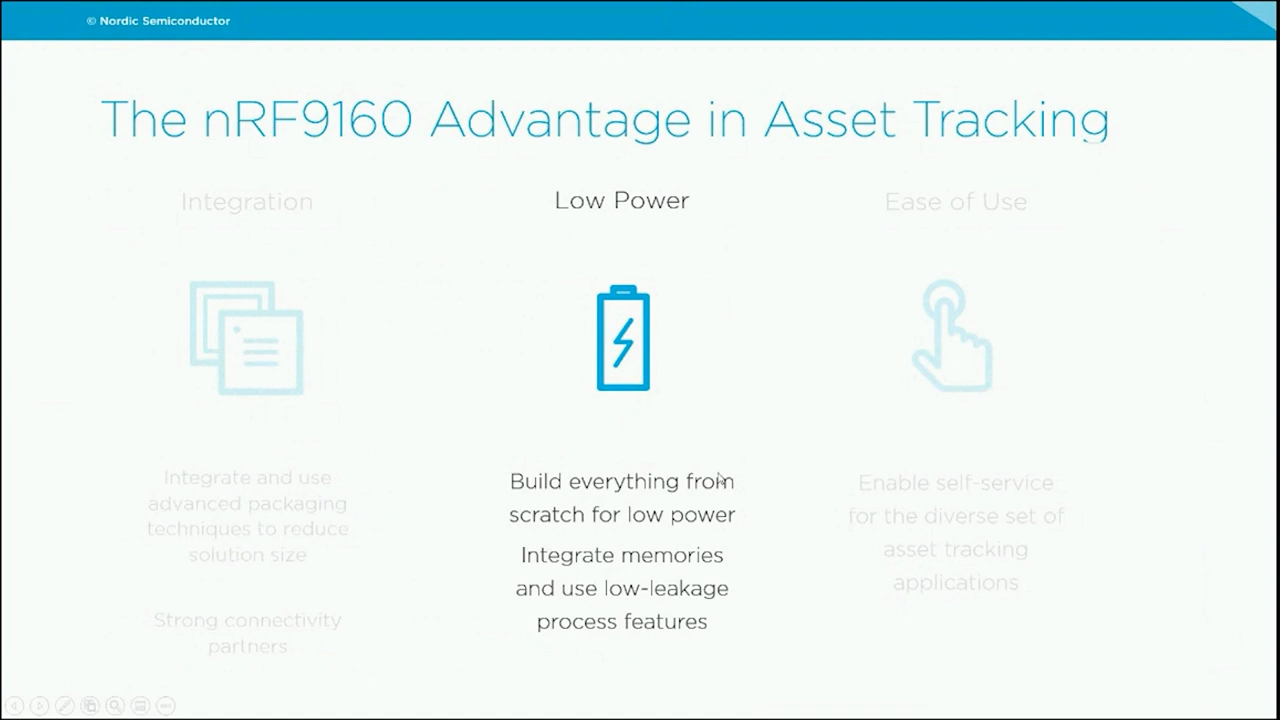 © Nordic Semiconductor
The nRF9160 Advantage in Asset Tracking
Integration
Integrate and use
advanced packaging
techniques to reduce
solution size
Strong connectivity
partners
Low Power
Build everything from
scratch for low power
Integrate memories
and use low-leakage
process features
Ease of Use
Enable self-service
for the diverse set of
asset tracking
applications